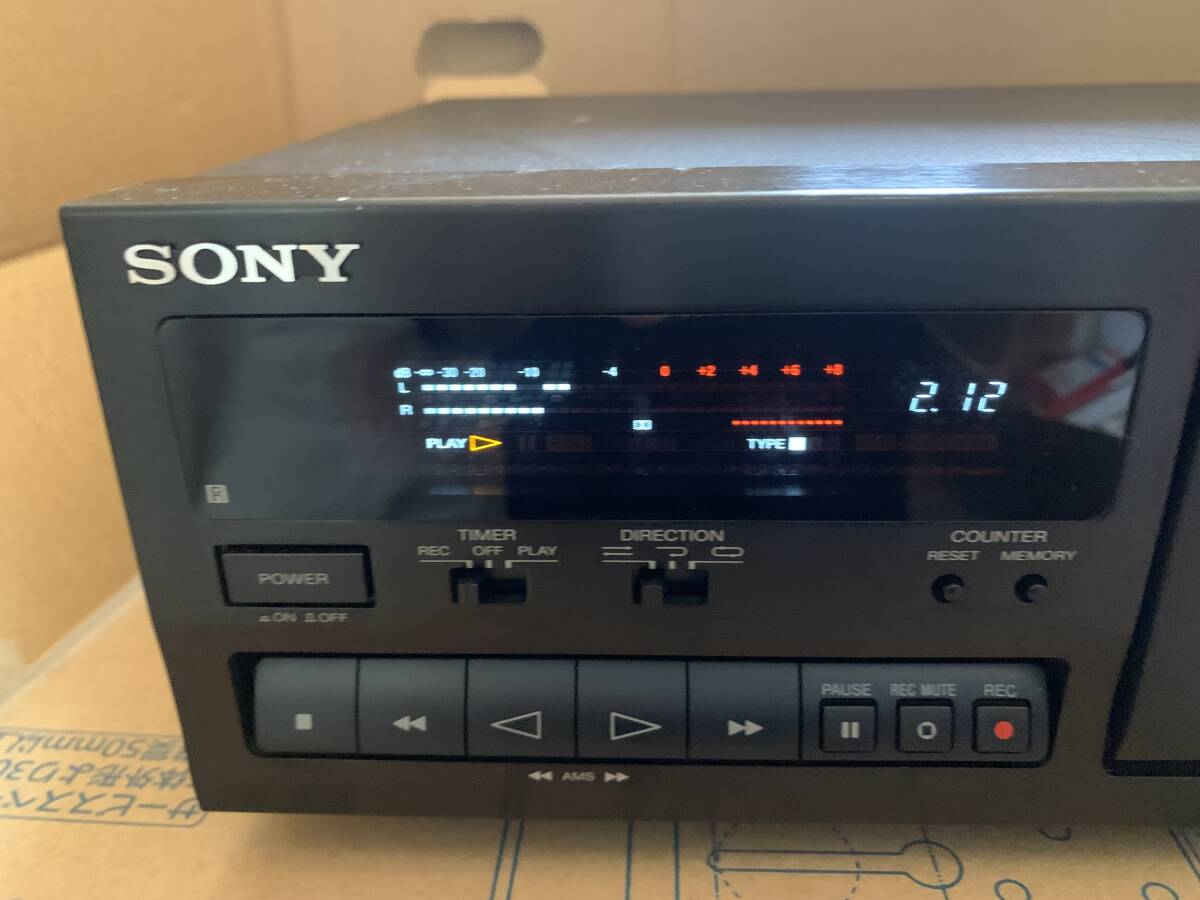 SONY
dB -∞ -30 -20 -10 -4 0 +2 +4 +6 +8
L
R
2.12
PLAY
TYPE
TIMER
REC OFF PLAY
DIRECTION
COUNTER
RESET MEMORY
POWER
ON OFF
PAUSE REC MUTE REC
AMS